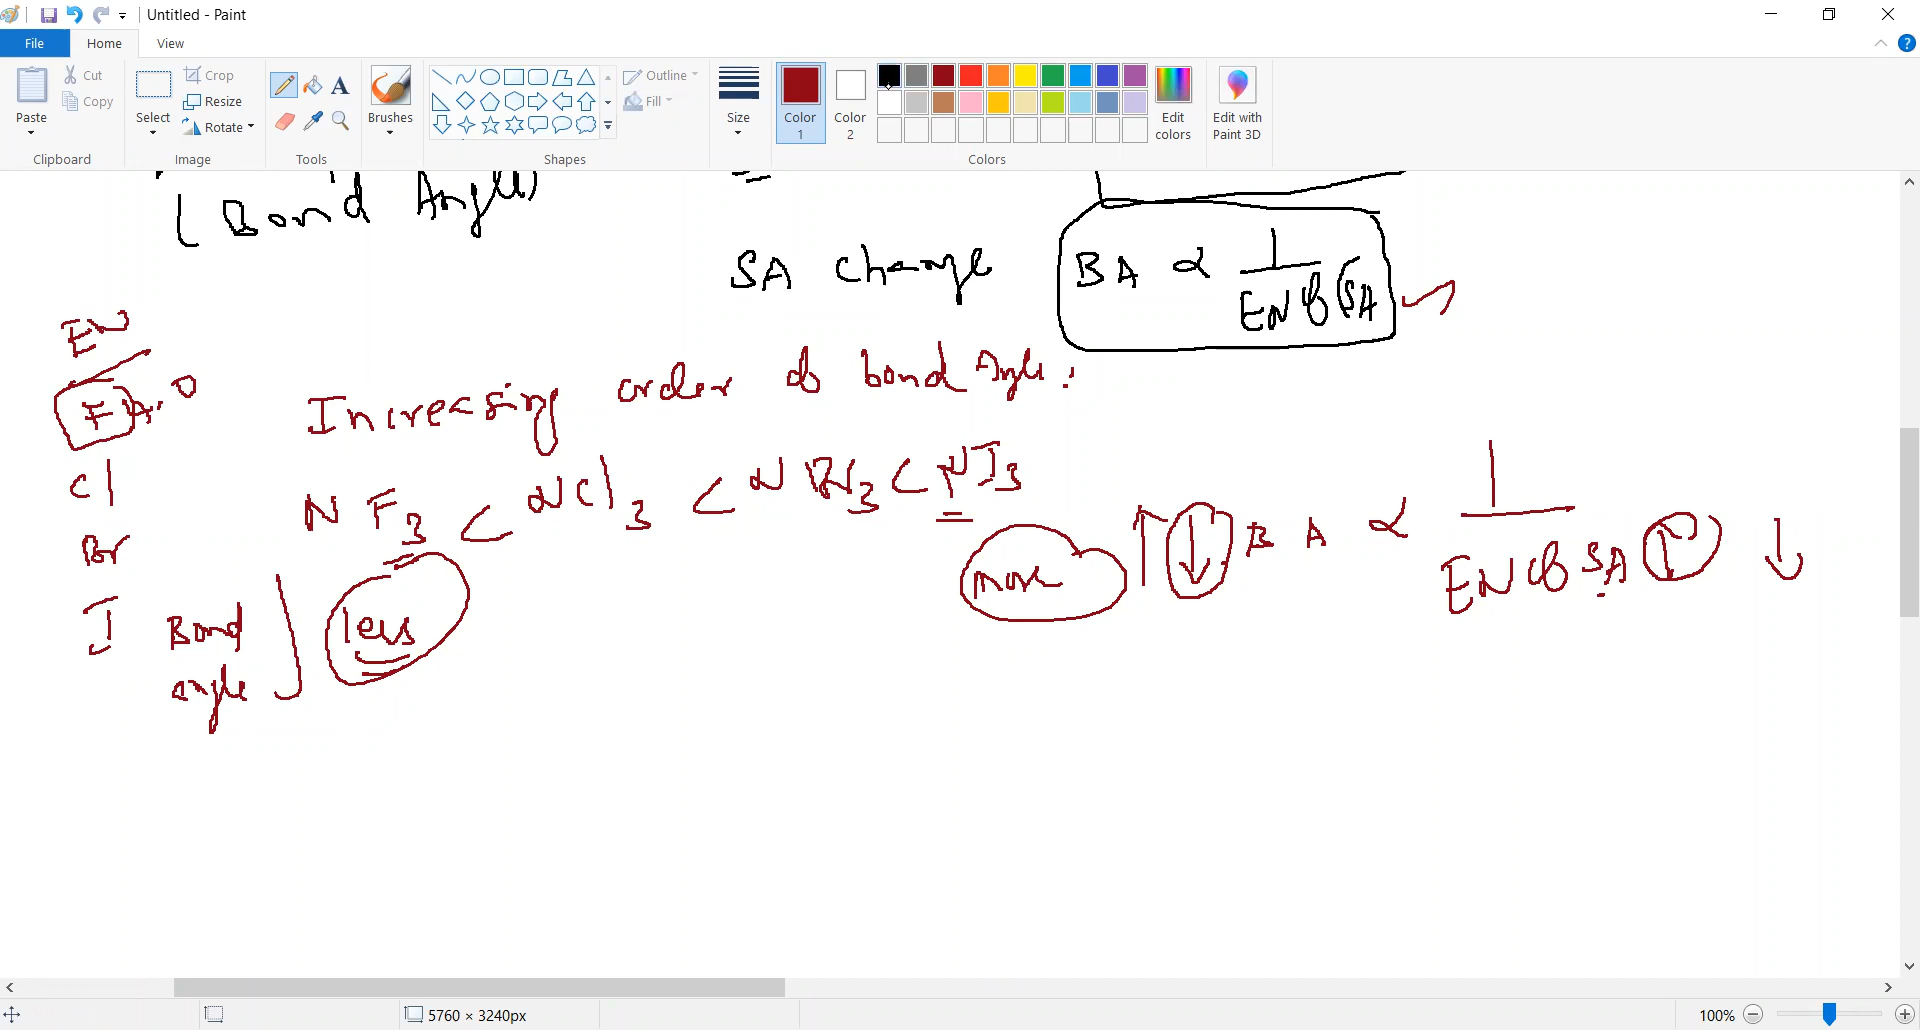 Untitled - Paint
File Home View
Paste
Cut
Copy
Clipboard
Select
Crop
Resize
Rotate
Image
Tools
Brushes
Shapes
Outline
Fill
Size
Color 1
Color 2
Colors
Edit colors
Edit with Paint 3D
( Bond Angle)
SA change
BA ∝ 1 / EN of SA
EN
F 4.0
Cl
Br
I
Increasing order of bond Angle :
NF3 < NCl3 < NBr3 < NI3
more ↑ ↓ B A ∝ 1 / EN of SA ↑ ↓
Bond angle
less
5760 × 3240px
100%